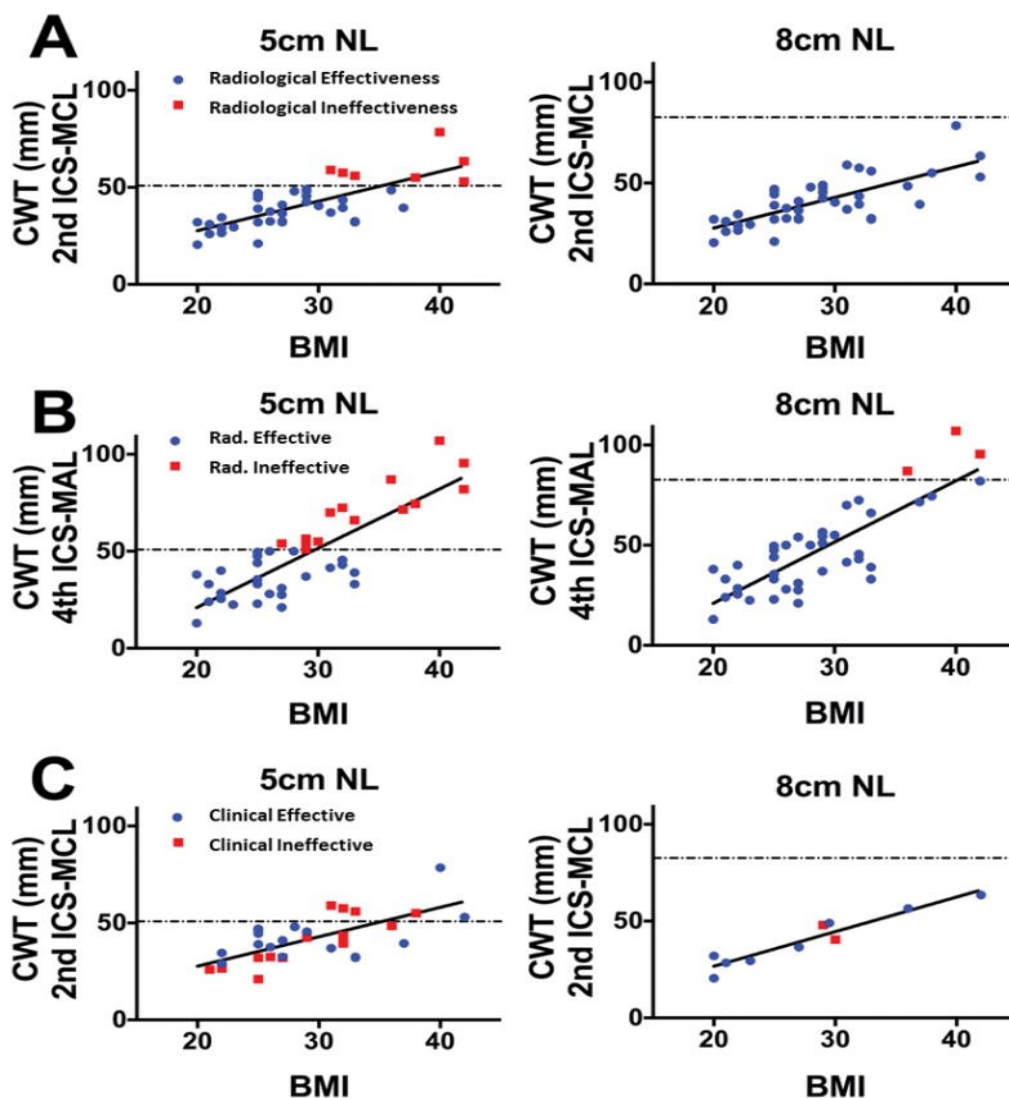 A
5cm NL
8cm NL
CWT (mm)
2nd ICS-MCL
100
50
0
Radiological Effectiveness
Radiological Ineffectiveness
20 30 40
BMI
CWT (mm)
2nd ICS-MCL
100
50
0
20 30 40
BMI
B
5cm NL
8cm NL
CWT (mm)
4th ICS-MAL
100
50
0
Rad. Effective
Rad. Ineffective
20 30 40
BMI
CWT (mm)
4th ICS-MAL
100
50
0
20 30 40
BMI
C
5cm NL
8cm NL
CWT (mm)
2nd ICS-MCL
100
50
0
Clinical Effective
Clinical Ineffective
20 30 40
BMI
CWT (mm)
2nd ICS-MCL
100
50
0
20 30 40
BMI